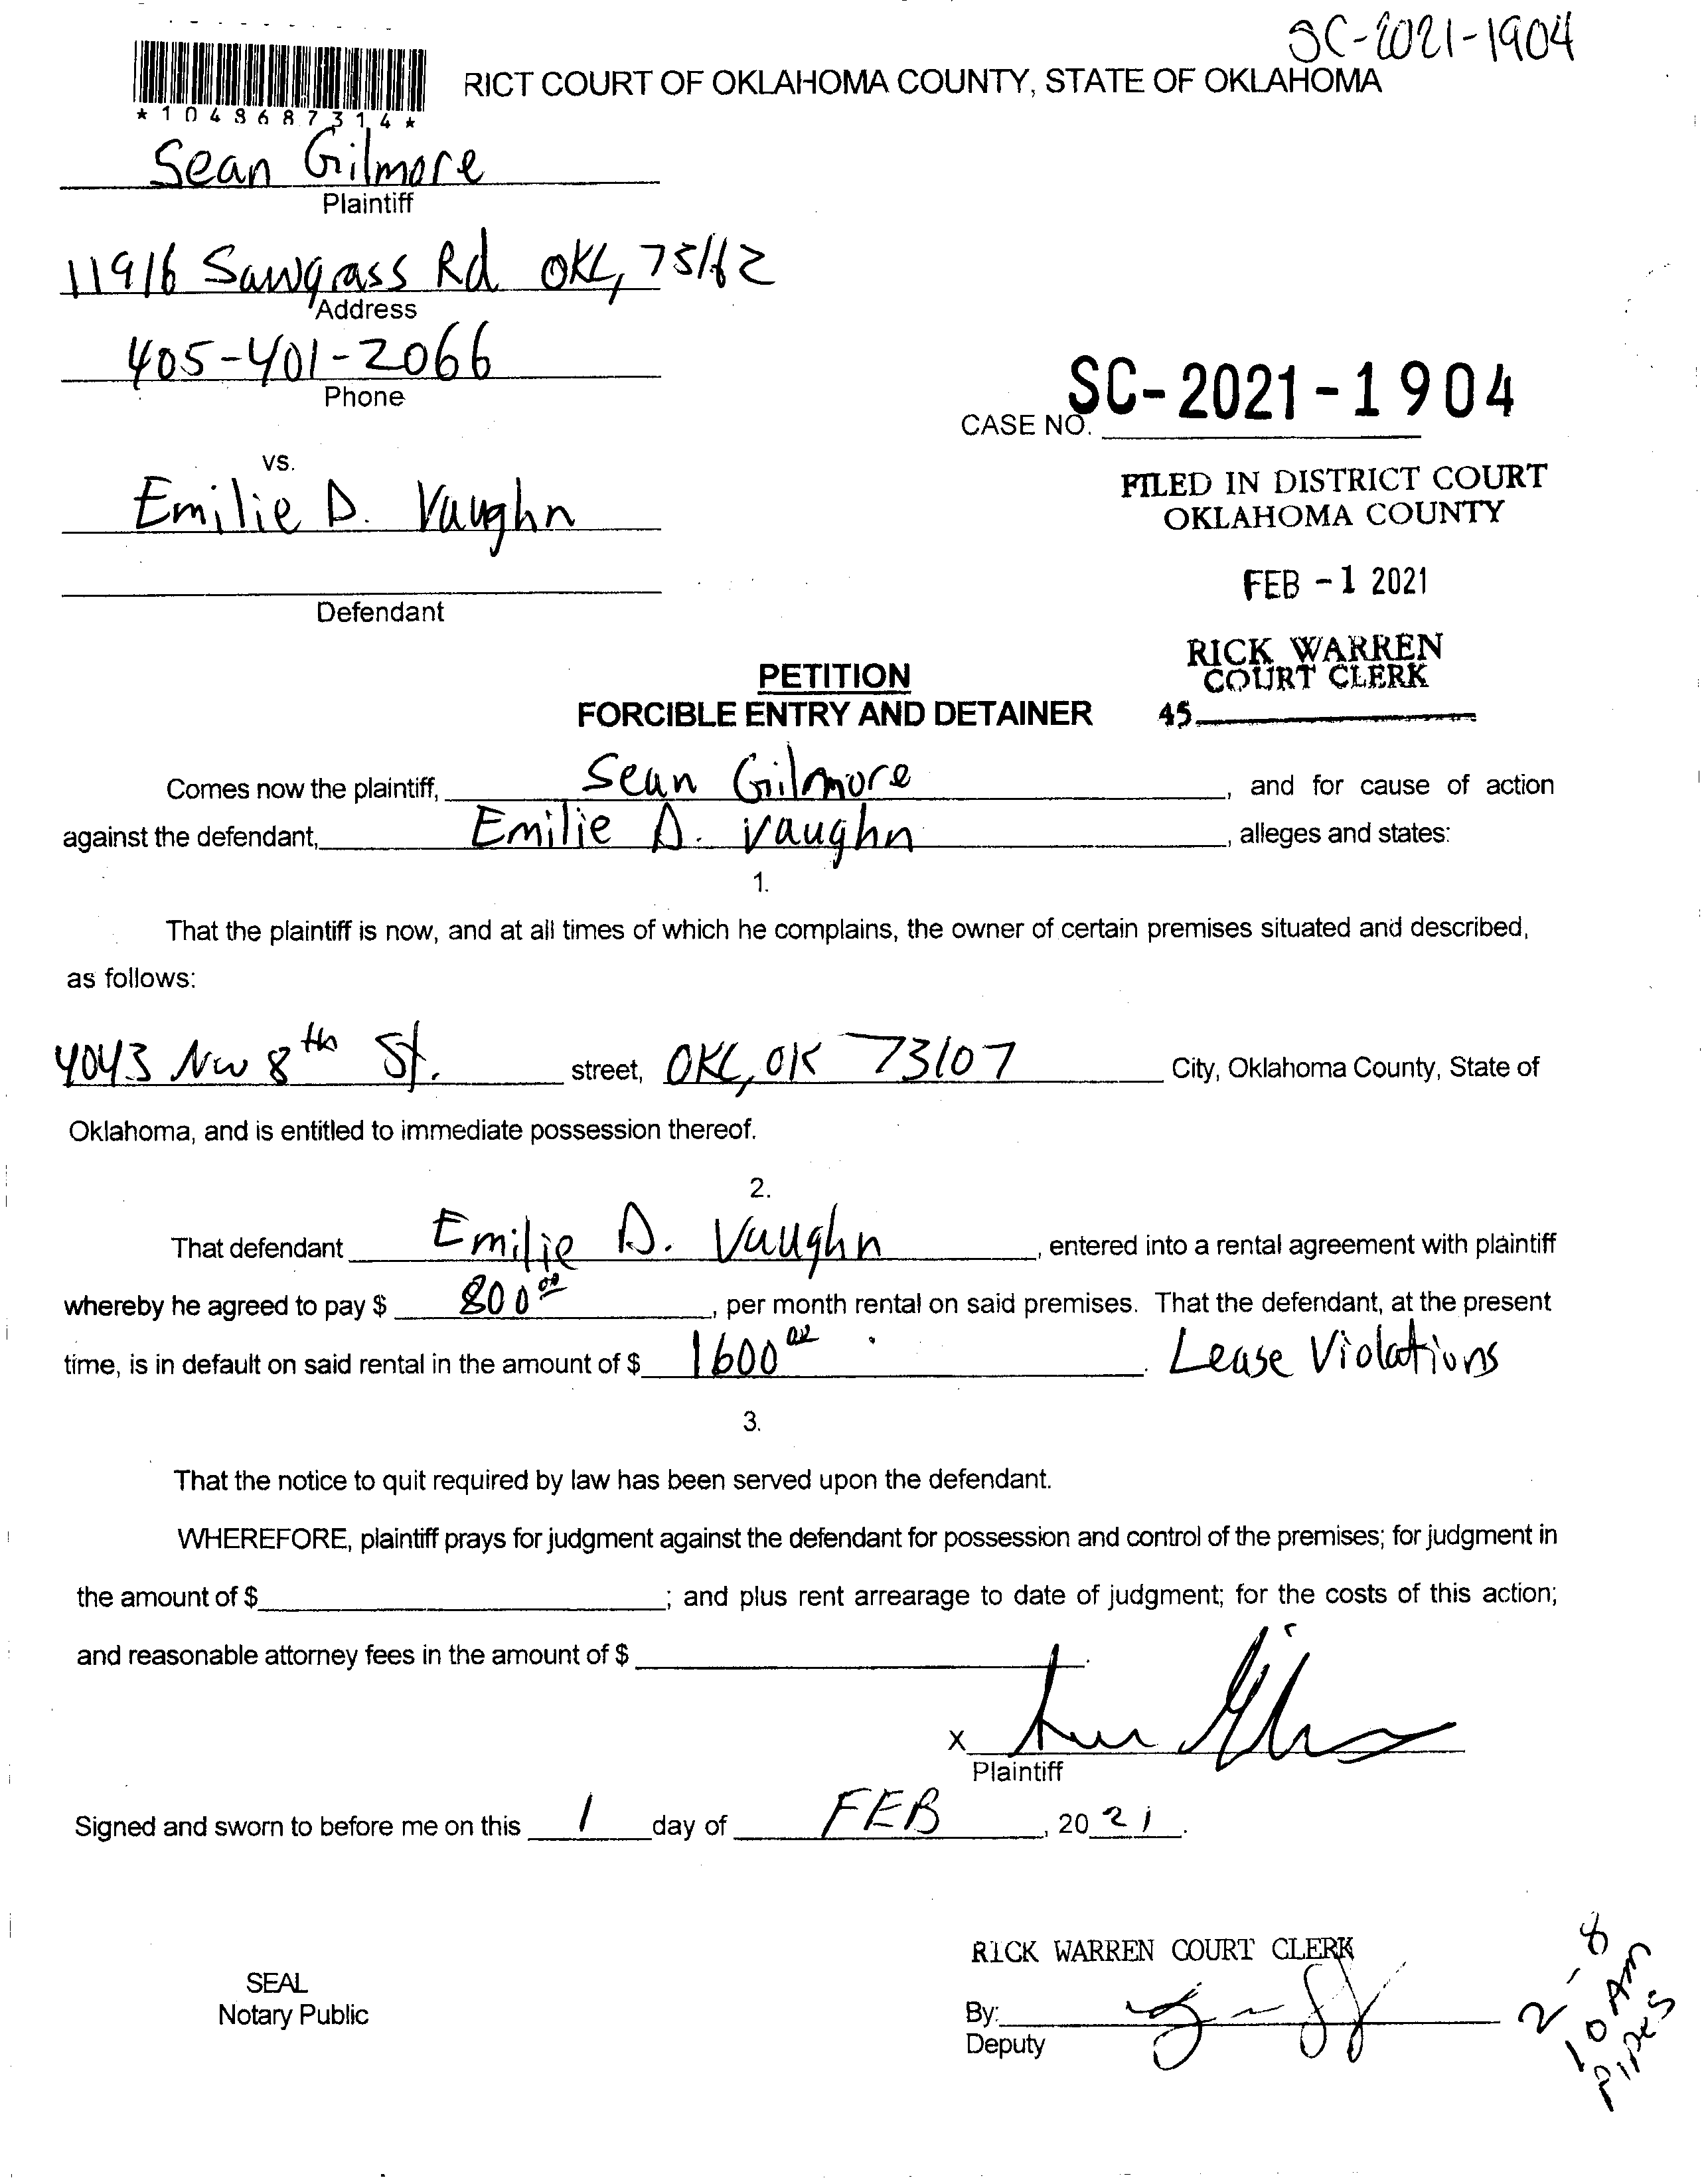 SC-2021-1904
RICT COURT OF OKLAHOMA COUNTY, STATE OF OKLAHOMA
*1048687314*
Sean Gilmore
Plaintiff
11916 Sawgrass Rd OKC, 73162
Address
405-401-2066
Phone
SC-2021-1904
CASE NO.
vs.
Emilie D. Vaughn
Defendant
FILED IN DISTRICT COURT
OKLAHOMA COUNTY
FEB -1 2021
RICK WARREN
COURT CLERK
45
PETITION
FORCIBLE ENTRY AND DETAINER
Comes now the plaintiff, Sean Gilmore, and for cause of action
against the defendant, Emilie D. Vaughn, alleges and states:
1.
That the plaintiff is now, and at all times of which he complains, the owner of certain premises situated and described,
as follows:
4043 NW 8th St. street, OKC, OK 73107 City, Oklahoma County, State of
Oklahoma, and is entitled to immediate possession thereof.
2.
That defendant Emilie D. Vaughn, entered into a rental agreement with plaintiff
whereby he agreed to pay $ 800 00, per month rental on said premises. That the defendant, at the present
time, is in default on said rental in the amount of $ 1600 00. Lease Violations
3.
That the notice to quit required by law has been served upon the defendant.
WHEREFORE, plaintiff prays for judgment against the defendant for possession and control of the premises; for judgment in
the amount of $; and plus rent arrearage to date of judgment; for the costs of this action;
and reasonable attorney fees in the amount of $.
X
Plaintiff
Signed and sworn to before me on this 1 day of FEB, 2021.
RICK WARREN COURT CLERK
SEAL
Notary Public
By:
Deputy
2-8
10 AM
Pipes